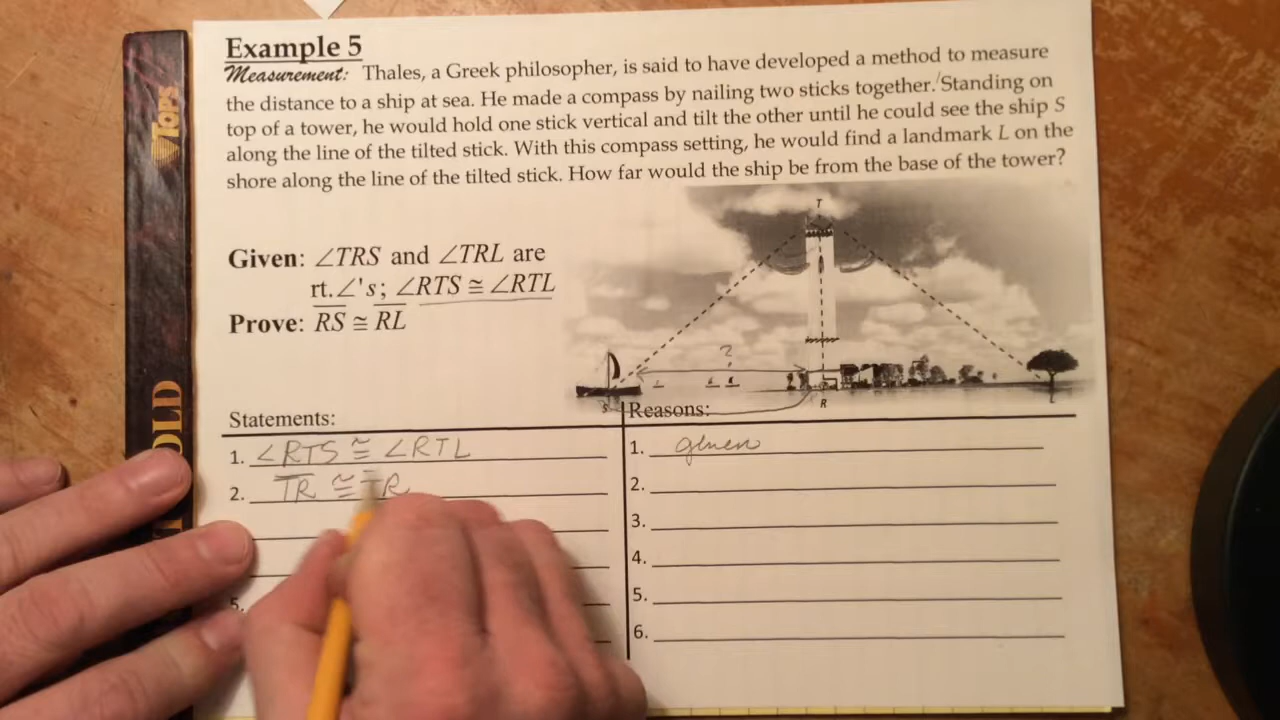 Example 5
Measurement: Thales, a Greek philosopher, is said to have developed a method to measure
the distance to a ship at sea. He made a compass by nailing two sticks together. Standing on
top of a tower, he would hold one stick vertical and tilt the other until he could see the ship S
along the line of the tilted stick. With this compass setting, he would find a landmark L on the
shore along the line of the tilted stick. How far would the ship be from the base of the tower?
T
Given: ∠TRS and ∠TRL are
rt.∠'s; ∠RTS ≅ ∠RTL
Prove: RS ≅ RL
?
S
R
L
Statements:
Reasons:
1. ∠RTS ≅ ∠RTL
1. given
2. TR ≅ TR
2.
3.
4.
5.
5.
6.
TOPS
OLD